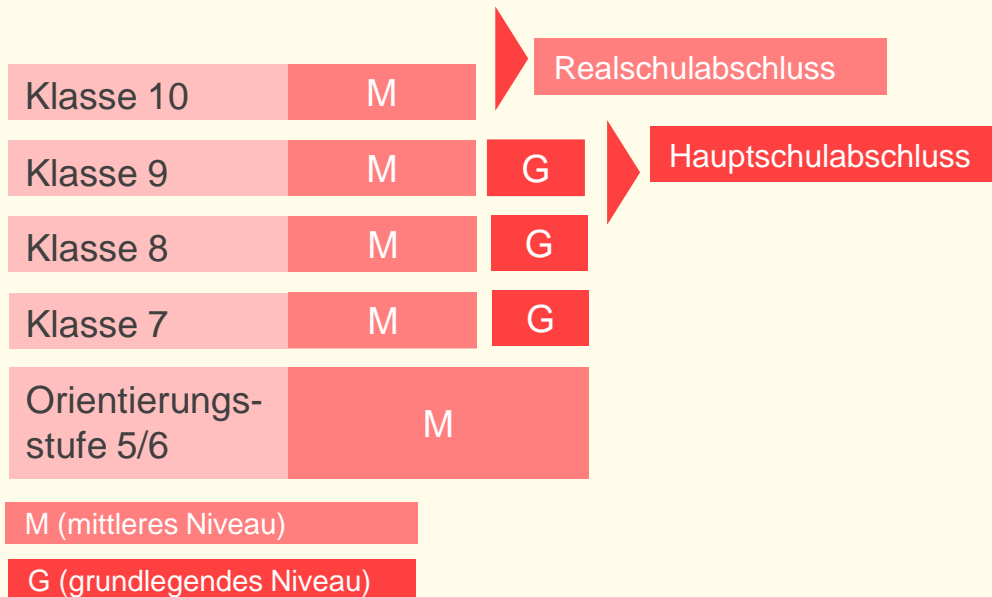 Realschulabschluss
Klasse 10 M
Hauptschulabschluss
Klasse 9 M G
Klasse 8 M G
Klasse 7 M G
Orientierungs-
stufe 5/6
M
M (mittleres Niveau)
G (grundlegendes Niveau)